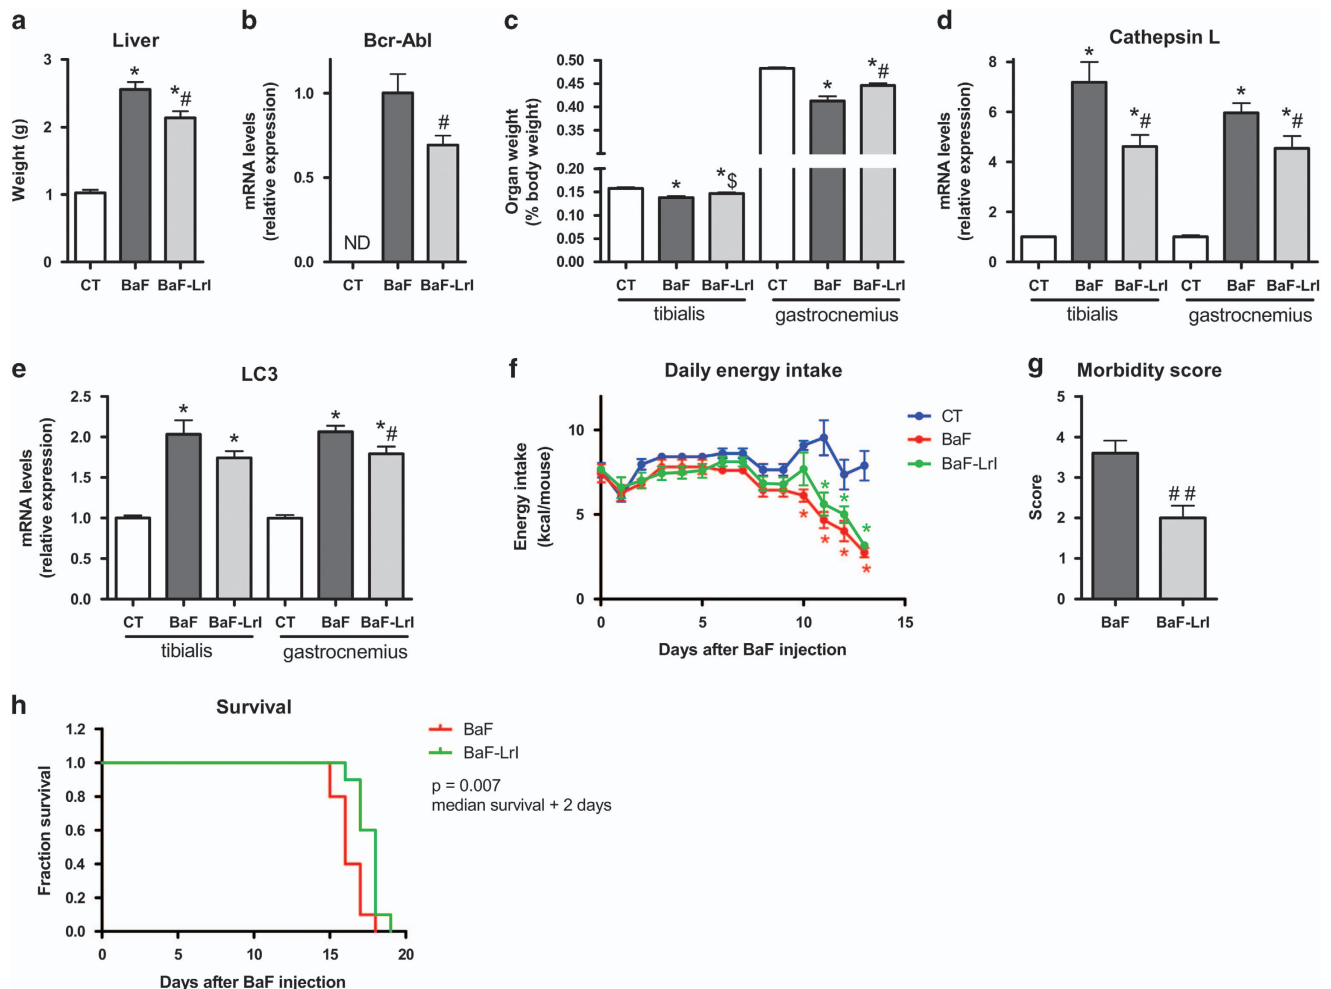 a
Liver
Weight (g)
3
2
1
0
*
*#
CT BaF BaF-LrI
b
Bcr-Abl
mRNA levels
(relative expression)
1.0
0.5
0.0
ND
#
CT BaF BaF-LrI
c
Organ weight
(% body weight)
0.50
0.45
0.40
0.35
0.20
0.15
0.10
0.05
0.00
*
*$
*
*#
CT BaF BaF-LrI CT BaF BaF-LrI
tibialis gastrocnemius
d
Cathepsin L
mRNA levels
(relative expression)
8
6
4
2
0
*
*#
*
*#
CT BaF BaF-LrI CT BaF BaF-LrI
tibialis gastrocnemius
e
LC3
mRNA levels
(relative expression)
2.5
2.0
1.5
1.0
0.5
0.0
*
*
*
*#
CT BaF BaF-LrI CT BaF BaF-LrI
tibialis gastrocnemius
f
Daily energy intake
Energy intake
(kcal/mouse)
10
5
0
* * *
* * * *
0 5 10 15
Days after BaF injection
CT
BaF
BaF-LrI
g
Morbidity score
Score
5
4
3
2
1
0
##
BaF BaF-LrI
h
Survival
Fraction survival
1.2
1.0
0.8
0.6
0.4
0.2
0.0
0 5 10 15 20
Days after BaF injection
BaF
BaF-LrI
p = 0.007
median survival + 2 days